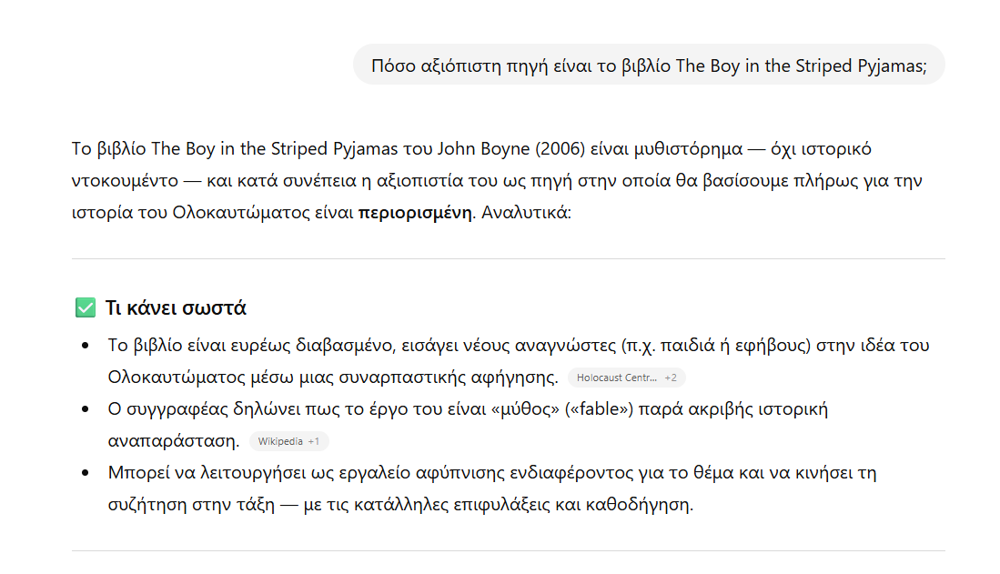 Πόσο αξιόπιστη πηγή είναι το βιβλίο The Boy in the Striped Pyjamas;
Το βιβλίο The Boy in the Striped Pyjamas του John Boyne (2006) είναι μυθιστόρημα — όχι ιστορικό
ντοκουμέντο — και κατά συνέπεια η αξιοπιστία του ως πηγή στην οποία θα βασίσουμε πλήρως για την
ιστορία του Ολοκαυτώματος είναι περιορισμένη. Αναλυτικά:
✅ Τι κάνει σωστά
• Το βιβλίο είναι ευρέως διαβασμένο, εισάγει νέους αναγνώστες (π.χ. παιδιά ή εφήβους) στην ιδέα του
Ολοκαυτώματος μέσω μιας συναρπαστικής αφήγησης. Holocaust Centr... +2
• Ο συγγραφέας δηλώνει πως το έργο του είναι «μύθος» («fable») παρά ακριβής ιστορική
αναπαράσταση. Wikipedia +1
• Μπορεί να λειτουργήσει ως εργαλείο αφύπνισης ενδιαφέροντος για το θέμα και να κινήσει τη
συζήτηση στην τάξη — με τις κατάλληλες επιφυλάξεις και καθοδήγηση.